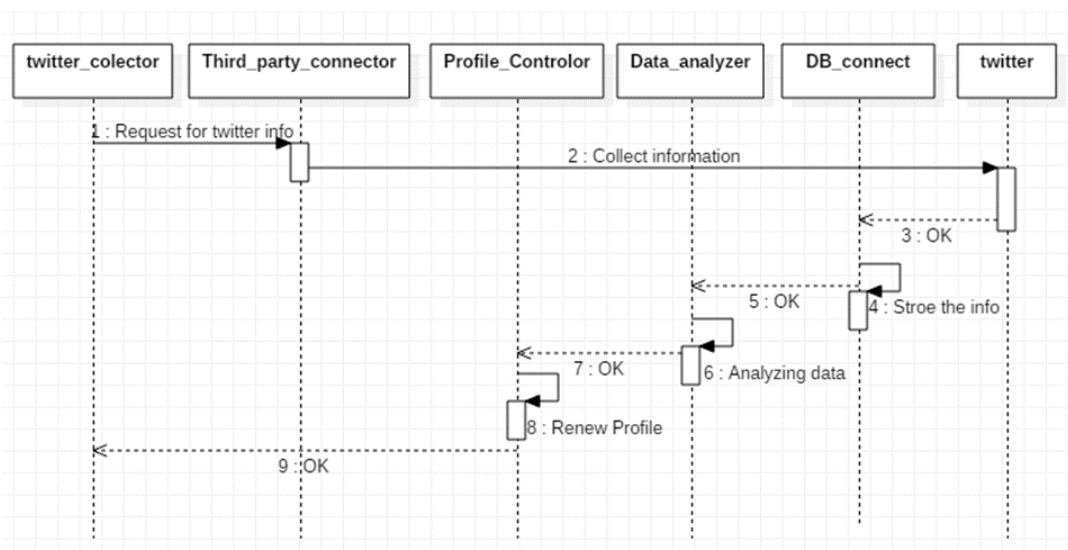 twitter_colector
Third_party_connector
Profile_Controlor
Data_analyzer
DB_connect
twitter
1 : Request for twitter info
2 : Collect information
3 : OK
5 : OK
4 : Stroe the info
7 : OK
6 : Analyzing data
8 : Renew Profile
9 : OK